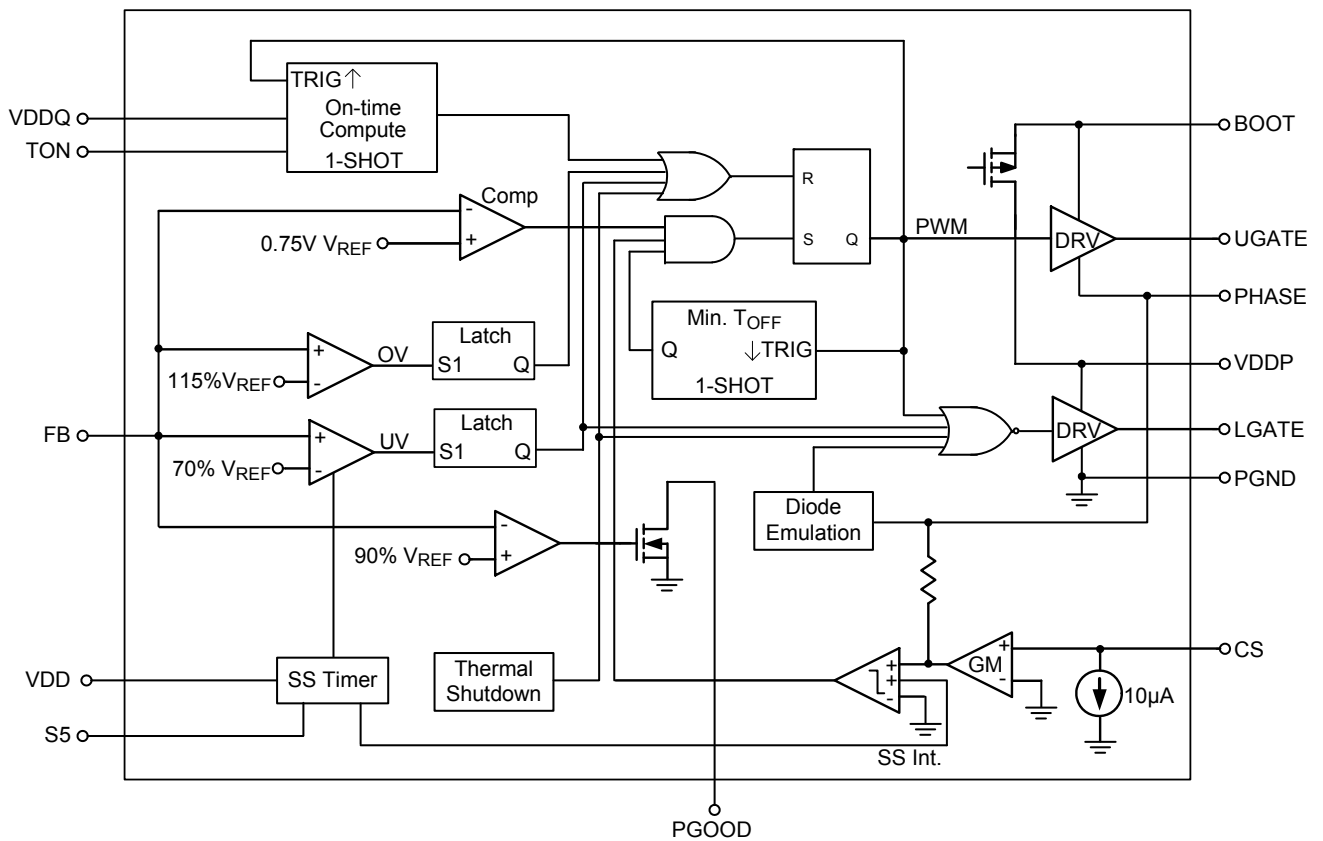 TRIG↑
On-time
Compute
1-SHOT
VDDQ
TON
BOOT
Comp
-
+
0.75V VREF
R
S
Q
PWM
DRV
UGATE
PHASE
Min. TOFF
Q
↓TRIG
1-SHOT
+
-
OV
115%VREF
Latch
S1
Q
VDDP
FB
+
-
UV
70% VREF
Latch
S1
Q
DRV
LGATE
PGND
Diode
Emulation
-
+
90% VREF
VDD
SS Timer
S5
Thermal
Shutdown
+
+
-
GM
+
-
CS
10µA
SS Int.
PGOOD